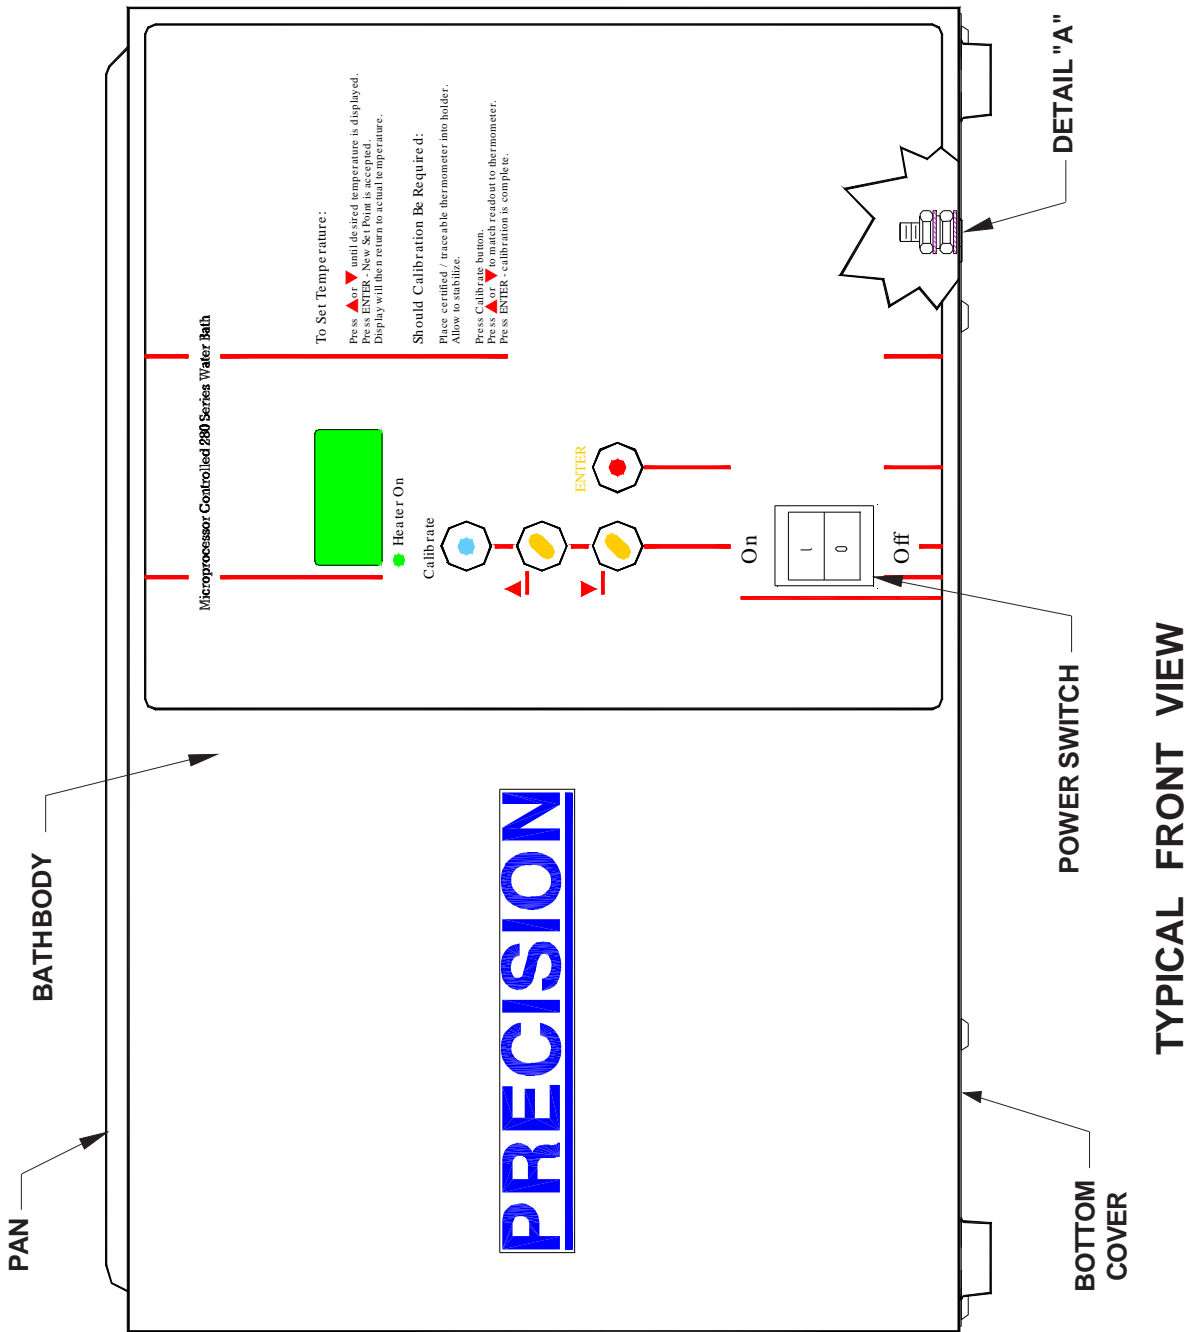 PAN
BATHBODY
Microprocessor Controlled 280 Series Water Bath
To Set Temperature:
Press ▲ or ▼ until desired temperature is displayed.
Press ENTER - New Set Point is accepted.
Display will then return to actual temperature.
Should Calibration Be Required:
Place certified / traceable thermometer into holder.
Allow to stabilize.
Press Calibrate button.
Press ▲ or ▼ to match readout to thermometer.
Press ENTER - calibration is complete.
Heater On
Calibrate
ENTER
On
I
O
Off
PRECISION
DETAIL "A"
POWER SWITCH
BOTTOM
COVER
TYPICAL FRONT VIEW